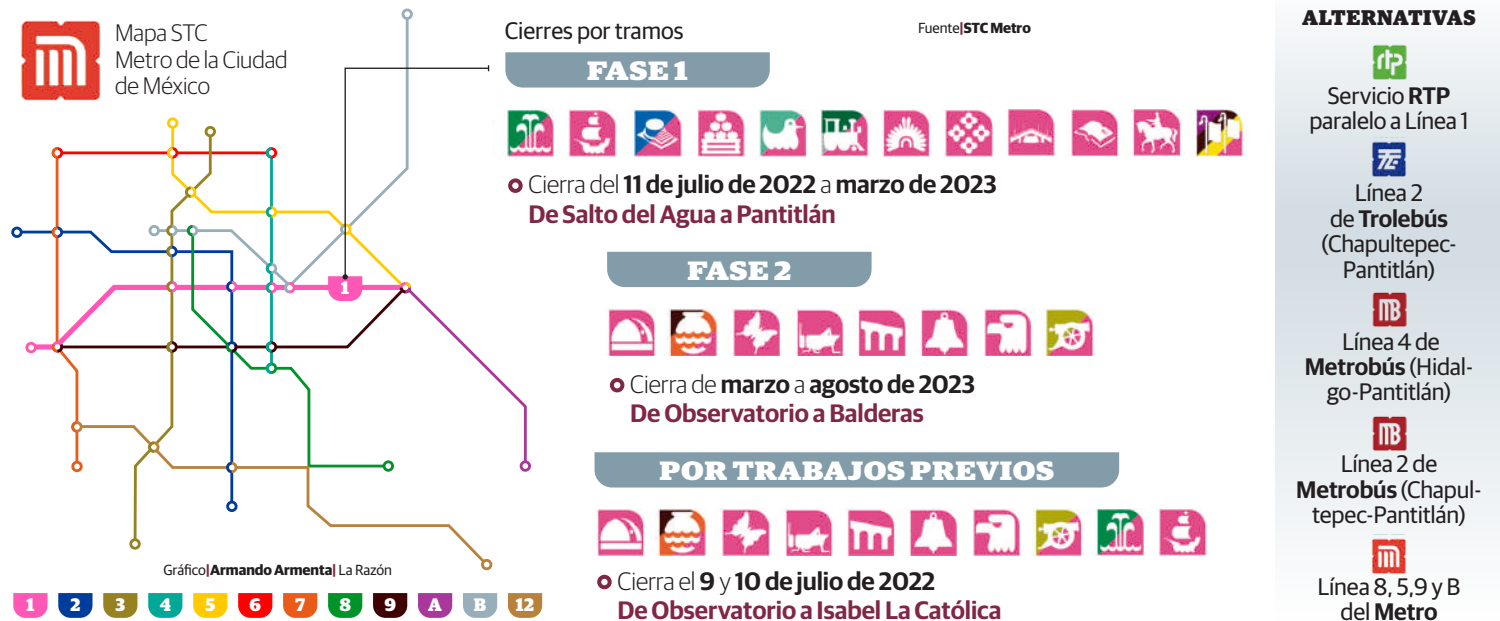 Mapa STC
Metro de la Ciudad
de México
1
Gráfico|Armando Armenta| La Razón
1 2 3 4 5 6 7 8 9 A B 12
Cierres por tramos
Fuente|STC Metro
FASE 1
Cierra del 11 de julio de 2022 a marzo de 2023
De Salto del Agua a Pantitlán
FASE 2
Cierra de marzo a agosto de 2023
De Observatorio a Balderas
POR TRABAJOS PREVIOS
Cierra el 9 y 10 de julio de 2022
De Observatorio a Isabel La Católica
ALTERNATIVAS
rtp
Servicio RTP
paralelo a Línea 1
Línea 2
de Trolebús
(Chapultepec-
Pantitlán)
MB
Línea 4 de
Metrobús (Hidal-
go-Pantitlán)
MB
Línea 2 de
Metrobús (Chapul-
tepec-Pantitlán)
Línea 8, 5,9 y B
del Metro